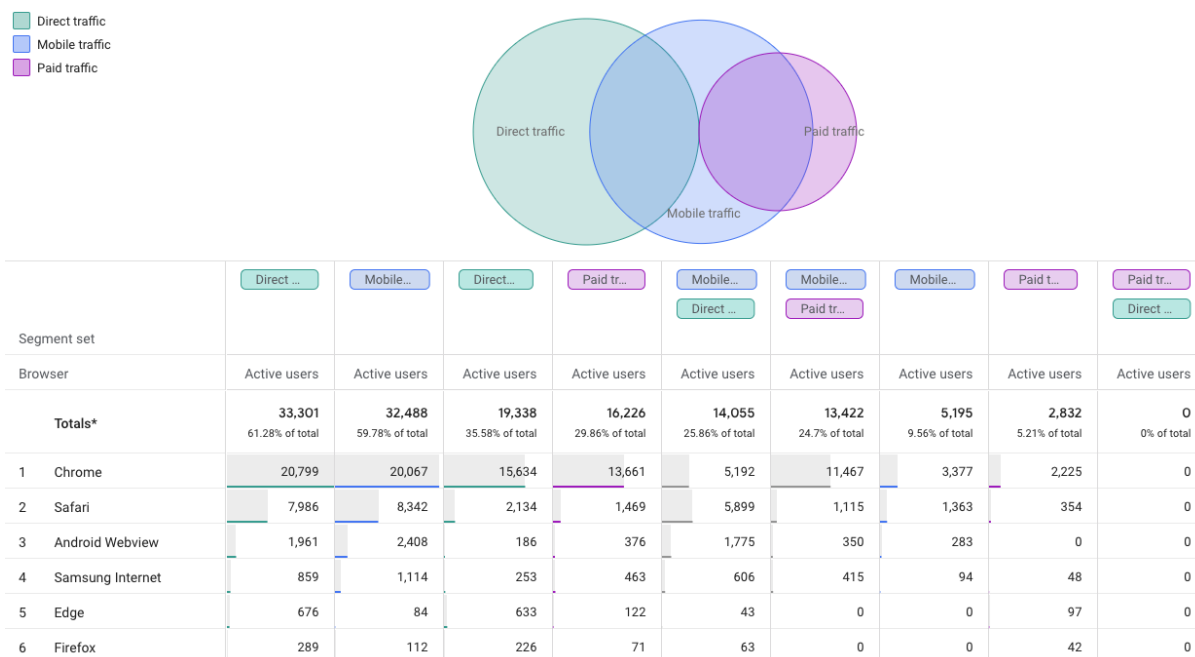 Direct traffic
Mobile traffic
Paid traffic
Direct traffic
Paid traffic
Mobile traffic
Direct ... Mobile... Direct... Paid tr... Mobile... Mobile... Mobile... Paid t... Paid tr...
Direct ... Paid tr... Direct ...
Segment set
Browser Active users Active users Active users Active users Active users Active users Active users Active users Active users
Totals* 33,301 32,488 19,338 16,226 14,055 13,422 5,195 2,832 0
61.28% of total 59.78% of total 35.58% of total 29.86% of total 25.86% of total 24.7% of total 9.56% of total 5.21% of total 0% of total
1 Chrome 20,799 20,067 15,634 13,661 5,192 11,467 3,377 2,225 0
2 Safari 7,986 8,342 2,134 1,469 5,899 1,115 1,363 354 0
3 Android Webview 1,961 2,408 186 376 1,775 350 283 0 0
4 Samsung Internet 859 1,114 253 463 606 415 94 48 0
5 Edge 676 84 633 122 43 0 0 97 0
6 Firefox 289 112 226 71 63 0 0 42 0